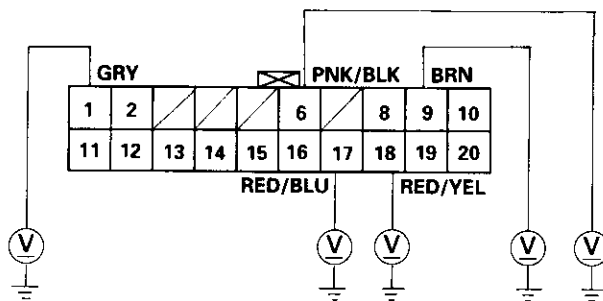 GRY PNK/BLK BRN
1 2 6 8 9 10
11 12 13 14 15 16 17 18 19 20
RED/BLU RED/YEL
V V V V V